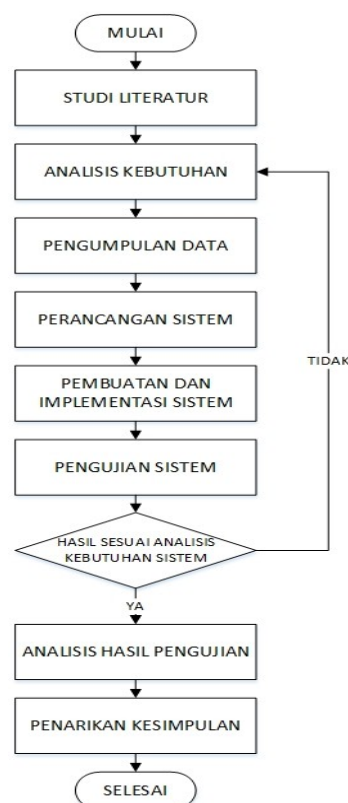 MULAI
STUDI LITERATUR
ANALISIS KEBUTUHAN
PENGUMPULAN DATA
PERANCANGAN SISTEM
TIDAK
PEMBUATAN DAN
IMPLEMENTASI SISTEM
PENGUJIAN SISTEM
HASIL SESUAI ANALISIS
KEBUTUHAN SISTEM
YA
ANALISIS HASIL PENGUJIAN
PENARIKAN KESIMPULAN
SELESAI